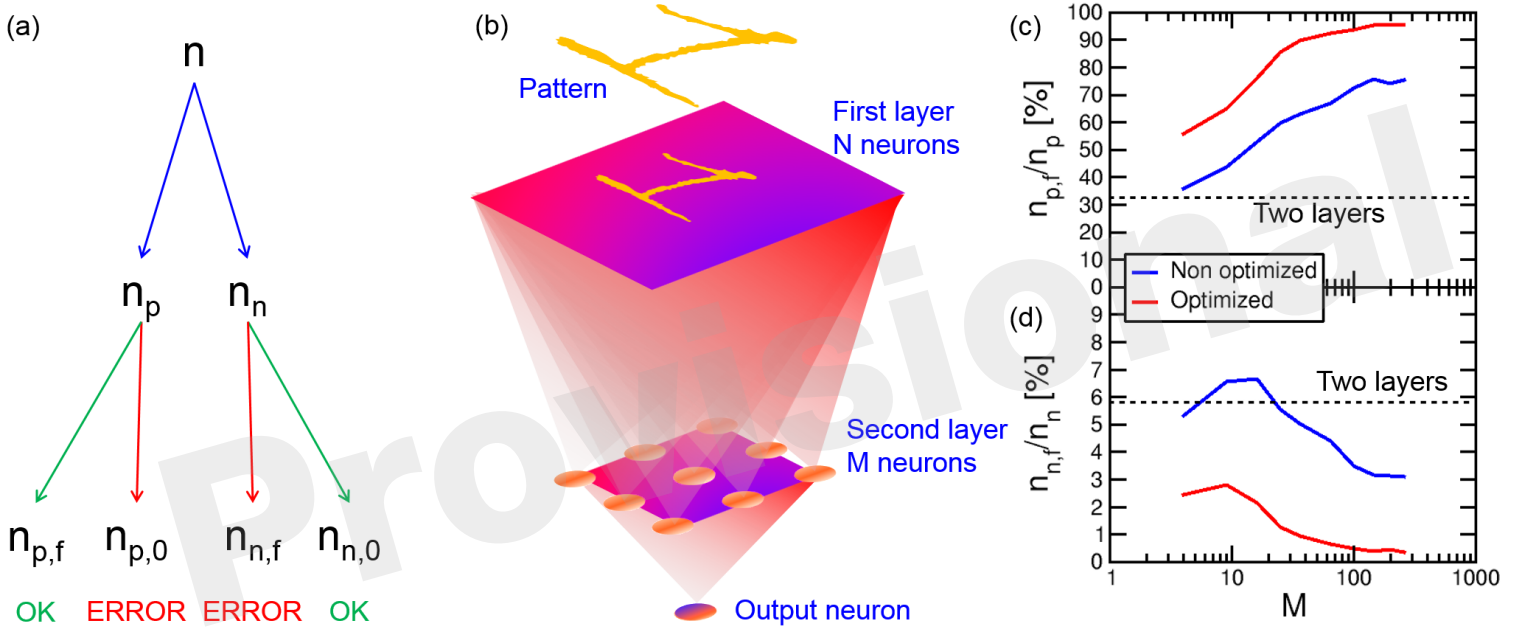 (a)
n
n_p
n_n
n_p,f
n_p,0
n_n,f
n_n,0
OK
ERROR
ERROR
OK
(b)
Pattern
First layer
N neurons
Second layer
M neurons
Output neuron
(c)
n_p,f/n_p [%]
100
90
80
70
60
50
40
30
20
10
0
Two layers
Non optimized
Optimized
(d)
n_n,f/n_n [%]
9
8
7
6
5
4
3
2
1
0
Two layers
1
10
100
1000
M
Provisional